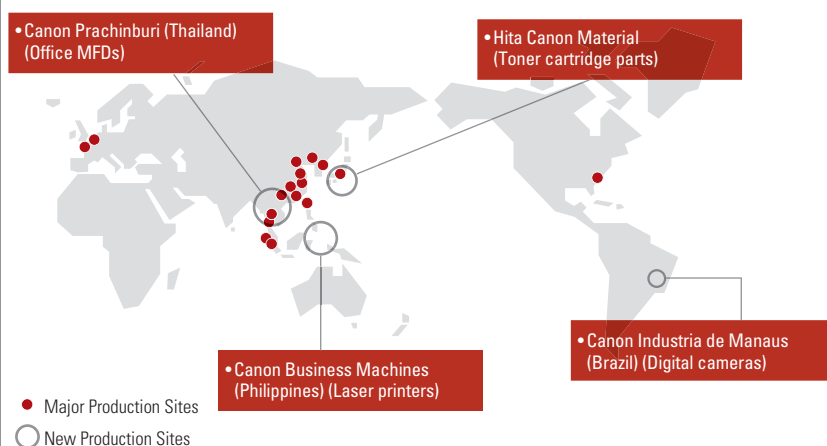 •Canon Prachinburi (Thailand)
(Office MFDs)
•Hita Canon Material
(Toner cartridge parts)
•Canon Business Machines
(Philippines) (Laser printers)
•Canon Industria de Manaus
(Brazil) (Digital cameras)
Major Production Sites
New Production Sites